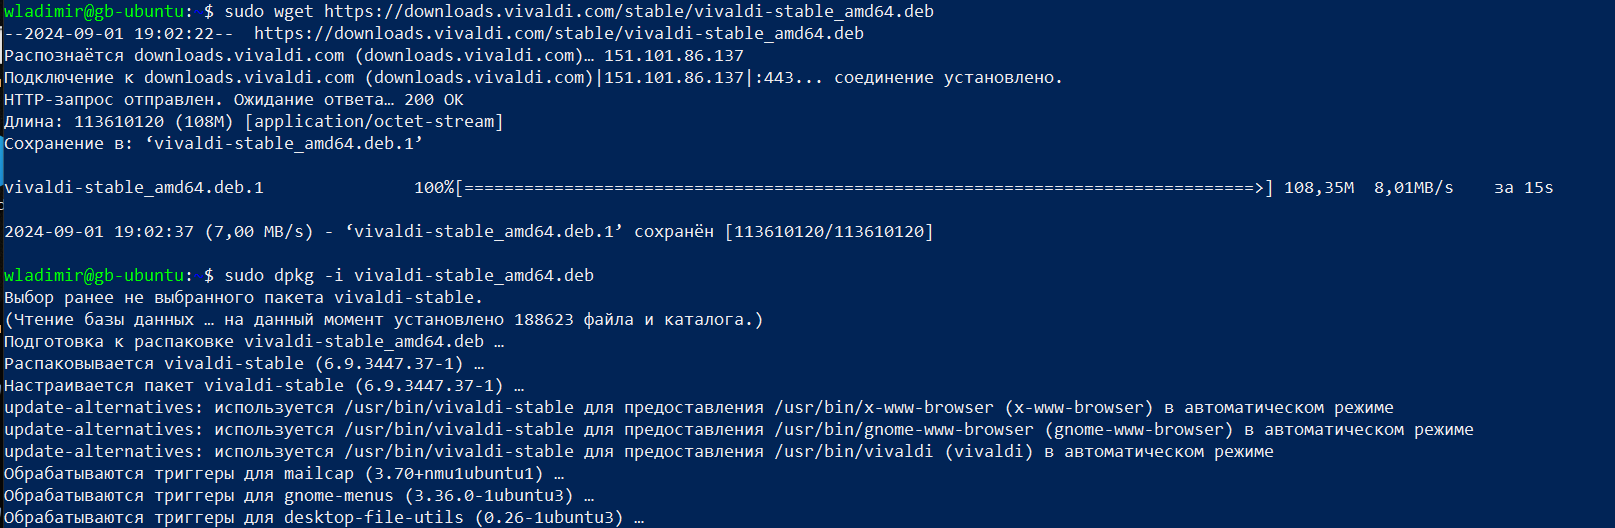 wladimir@gb-ubuntu: $ sudo wget https://downloads.vivaldi.com/stable/vivaldi-stable_amd64.deb
--2024-09-01 19:02:22--  https://downloads.vivaldi.com/stable/vivaldi-stable_amd64.deb
Распознаётся downloads.vivaldi.com (downloads.vivaldi.com)… 151.101.86.137
Подключение к downloads.vivaldi.com (downloads.vivaldi.com)|151.101.86.137|:443... соединение установлено.
HTTP-запрос отправлен. Ожидание ответа… 200 OK
Длина: 113610120 (108M) [application/octet-stream]
Сохранение в: ‘vivaldi-stable_amd64.deb.1’
vivaldi-stable_amd64.deb.1               100%[===============================================================================>] 108,35M  8,01MB/s    за 15s
2024-09-01 19:02:37 (7,00 MB/s) - ‘vivaldi-stable_amd64.deb.1’ сохранён [113610120/113610120]
wladimir@gb-ubuntu: $ sudo dpkg -i vivaldi-stable_amd64.deb
Выбор ранее не выбранного пакета vivaldi-stable.
(Чтение базы данных … на данный момент установлено 188623 файла и каталога.)
Подготовка к распаковке vivaldi-stable_amd64.deb …
Распаковывается vivaldi-stable (6.9.3447.37-1) …
Настраивается пакет vivaldi-stable (6.9.3447.37-1) …
update-alternatives: используется /usr/bin/vivaldi-stable для предоставления /usr/bin/x-www-browser (x-www-browser) в автоматическом режиме
update-alternatives: используется /usr/bin/vivaldi-stable для предоставления /usr/bin/gnome-www-browser (gnome-www-browser) в автоматическом режиме
update-alternatives: используется /usr/bin/vivaldi-stable для предоставления /usr/bin/vivaldi (vivaldi) в автоматическом режиме
Обрабатываются триггеры для mailcap (3.70+nmu1ubuntu1) …
Обрабатываются триггеры для gnome-menus (3.36.0-1ubuntu3) …
Обрабатываются триггеры для desktop-file-utils (0.26-1ubuntu3) …